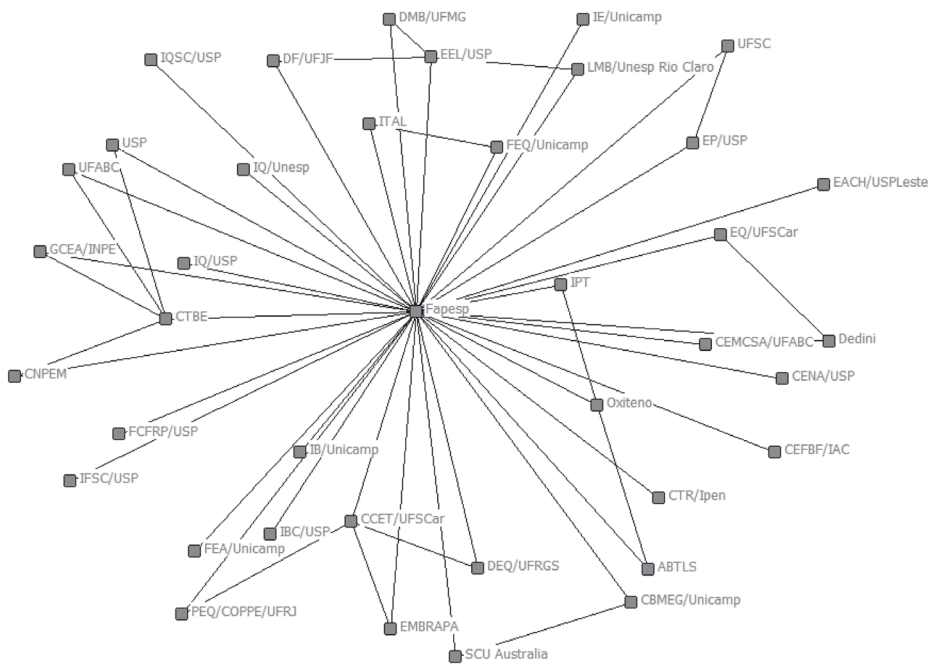 DMB/UFMG
IE/Unicamp
UFSC
IQSC/USP
DF/UFJF
EEL/USP
LMB/Unesp Rio Claro
ITAL
USP
FEQ/Unicamp
EP/USP
UFABC
IQ/Unesp
EACH/USPLeste
EQ/UFSCar
GCEA/INPE
IQ/USP
IPT
CTBE
Fapesp
CEMCSA/UFABC
Dedini
CNPEM
CENA/USP
Oxiteno
FCFRP/USP
IB/Unicamp
CEFBF/IAC
IFSC/USP
CTR/Ipen
CCET/UFSCar
IBC/USP
FEA/Unicamp
DEQ/UFRGS
ABTLS
CBMEG/Unicamp
PEQ/COPPE/UFRJ
EMBRAPA
SCU Australia